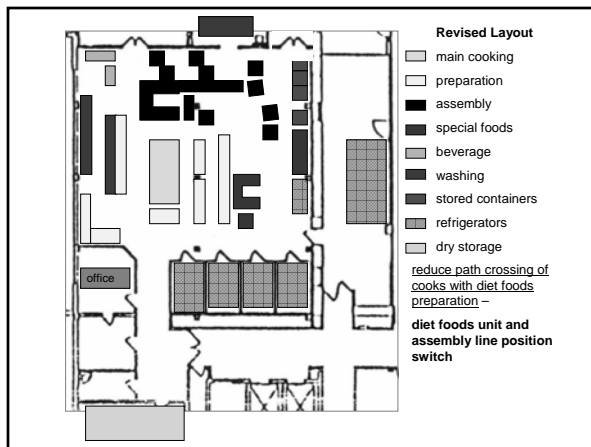 Revised Layout
main cooking
preparation
assembly
special foods
beverage
washing
stored containers
refrigerators
dry storage
reduce path crossing of
cooks with diet foods
preparation –
diet foods unit and
assembly line position
switch
office